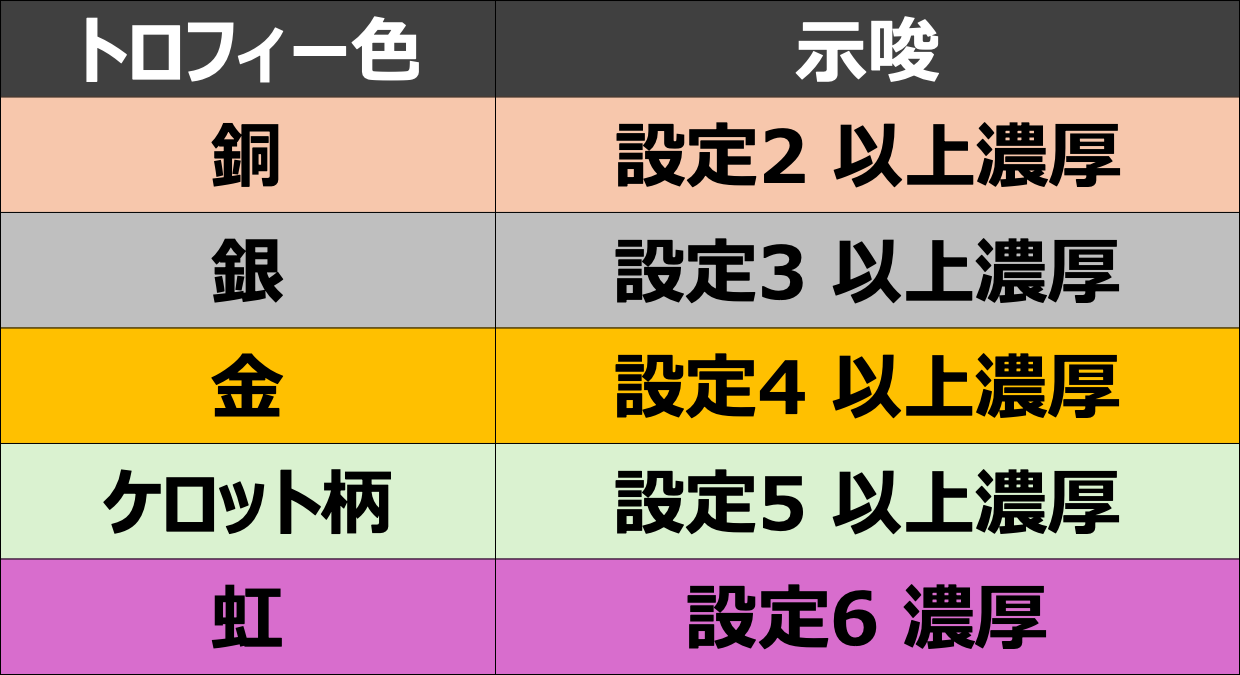 トロフィー色 示唆
銅 設定2 以上濃厚
銀 設定3 以上濃厚
金 設定4 以上濃厚
ケロット柄 設定5 以上濃厚
虹 設定6 濃厚